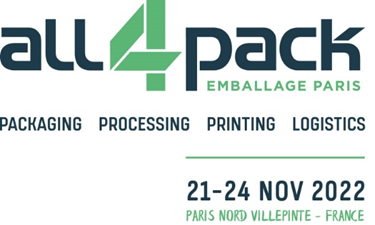 all4pack
EMBALLAGE PARIS
PACKAGING PROCESSING PRINTING LOGISTICS
21-24 NOV 2022
PARIS NORD VILLEPINTE - FRANCE